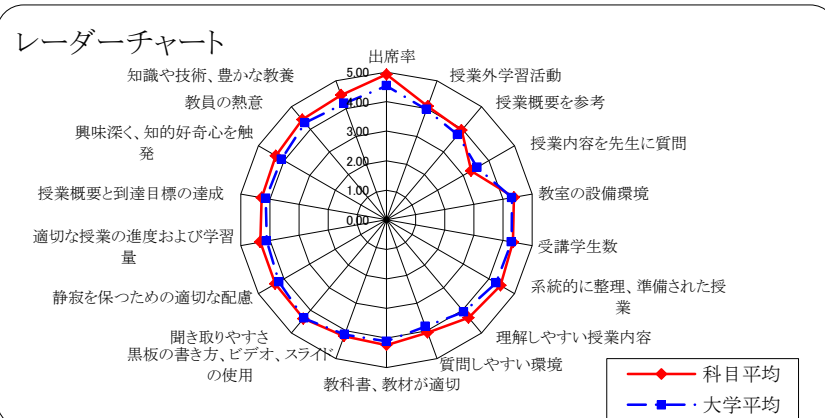 レーダーチャート
出席率
授業外学習活動
授業概要を参考
授業内容を先生に質問
教室の設備環境
受講学生数
系統的に整理、準備された授
業
理解しやすい授業内容
質問しやすい環境
教科書、教材が適切
黒板の書き方、ビデオ、スライド
の使用
聞き取りやすさ
静寂を保つための適切な配慮
適切な授業の進度および学習
量
授業概要と到達目標の達成
興味深く、知的好奇心を触
発
教員の熱意
知識や技術、豊かな教養
5.00
4.00
3.00
2.00
1.00
0.00
科目平均
大学平均